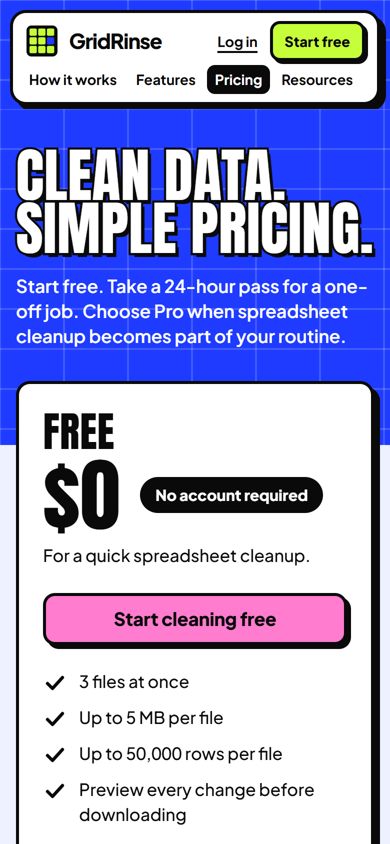 GridRinse
Log in
Start free
How it works
Features
Pricing
Resources
CLEAN DATA.
SIMPLE PRICING.
Start free. Take a 24-hour pass for a one-
off job. Choose Pro when spreadsheet
cleanup becomes part of your routine.
FREE
$0
No account required
For a quick spreadsheet cleanup.
Start cleaning free
3 files at once
Up to 5 MB per file
Up to 50,000 rows per file
Preview every change before
downloading